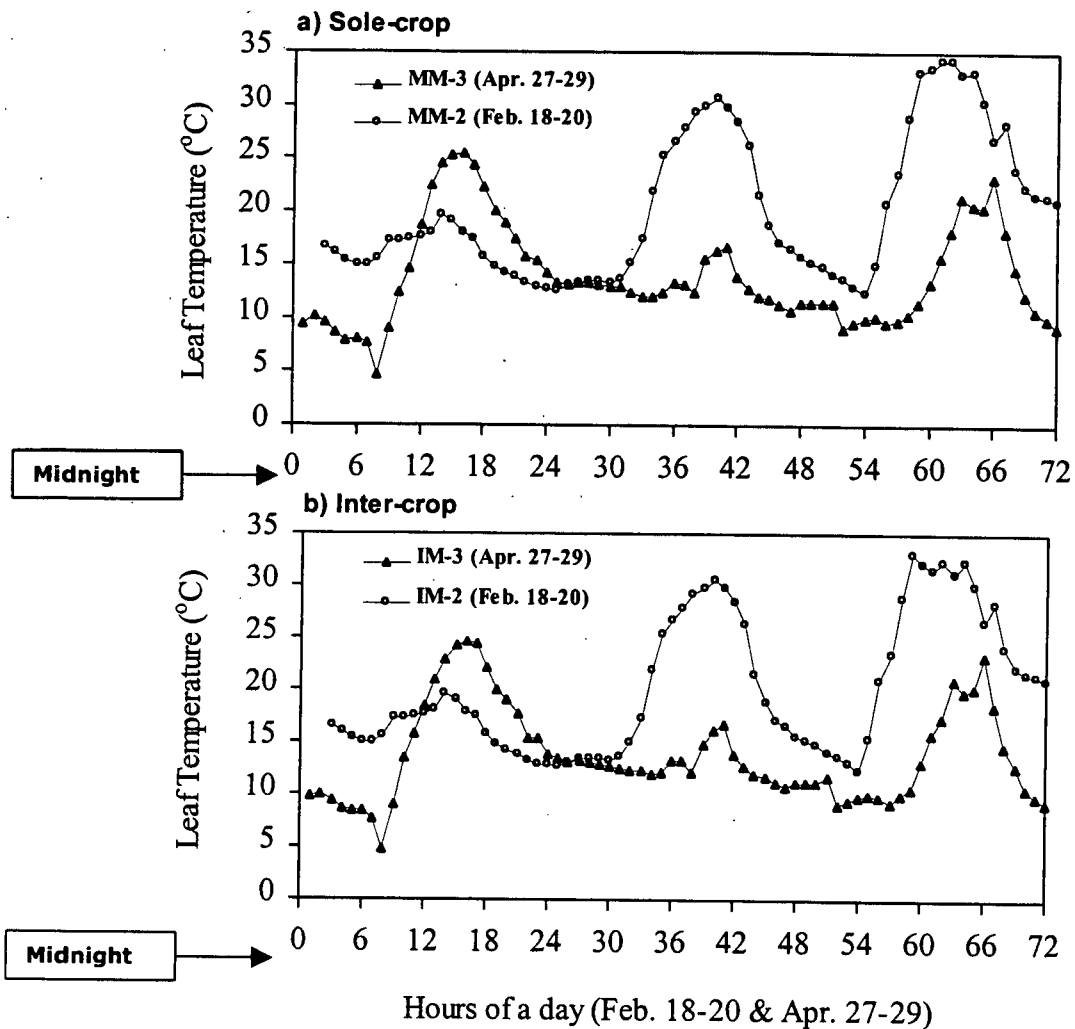 a) Sole-crop
35
30
25
20
15
10
5
0
Leaf Temperature (°C)
MM-3 (Apr. 27-29)
MM-2 (Feb. 18-20)
Midnight
0 6 12 18 24 30 36 42 48 54 60 66 72
b) Inter-crop
35
30
25
20
15
10
5
0
Leaf Temperature (°C)
IM-3 (Apr. 27-29)
IM-2 (Feb. 18-20)
Midnight
0 6 12 18 24 30 36 42 48 54 60 66 72
Hours of a day (Feb. 18-20 & Apr. 27-29)